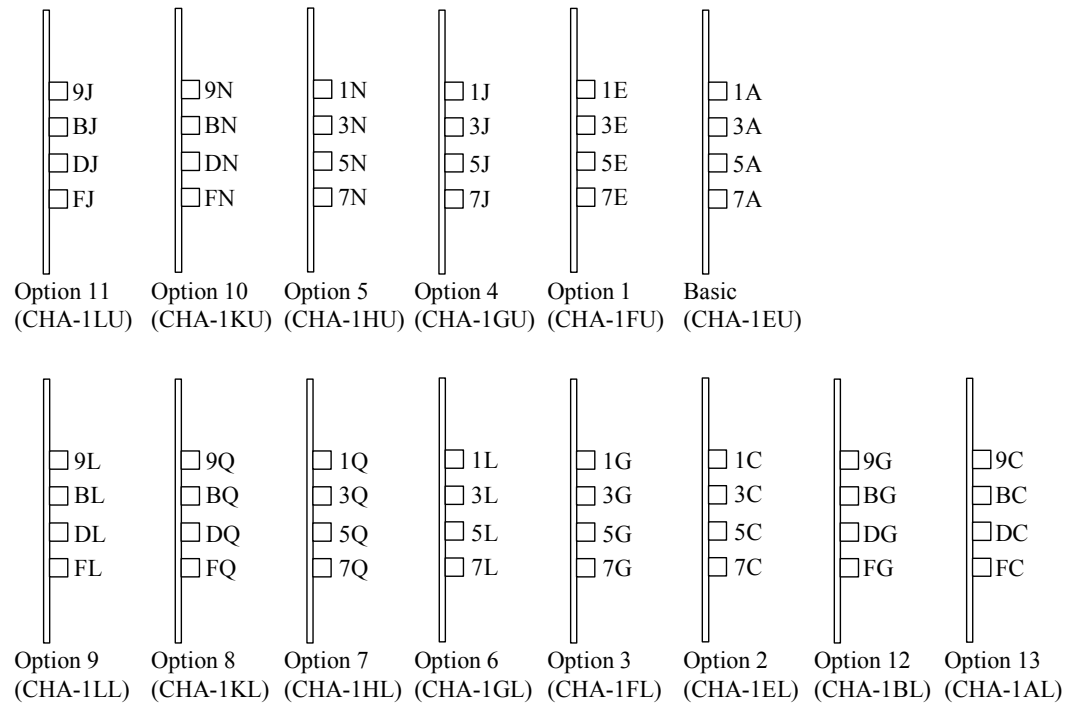 9J 9N 1N 1J 1E 1A
BJ BN 3N 3J 3E 3A
DJ DN 5N 5J 5E 5A
FJ FN 7N 7J 7E 7A
Option 11 Option 10 Option 5 Option 4 Option 1 Basic
(CHA-1LU) (CHA-1KU) (CHA-1HU) (CHA-1GU) (CHA-1FU) (CHA-1EU)
9L 9Q 1Q 1L 1G 1C 9G 9C
BL BQ 3Q 3L 3G 3C BG BC
DL DQ 5Q 5L 5G 5C DG DC
FL FQ 7Q 7L 7G 7C FG FC
Option 9 Option 8 Option 7 Option 6 Option 3 Option 2 Option 12 Option 13
(CHA-1LL) (CHA-1KL) (CHA-1HL) (CHA-1GL) (CHA-1FL) (CHA-1EL) (CHA-1BL) (CHA-1AL)